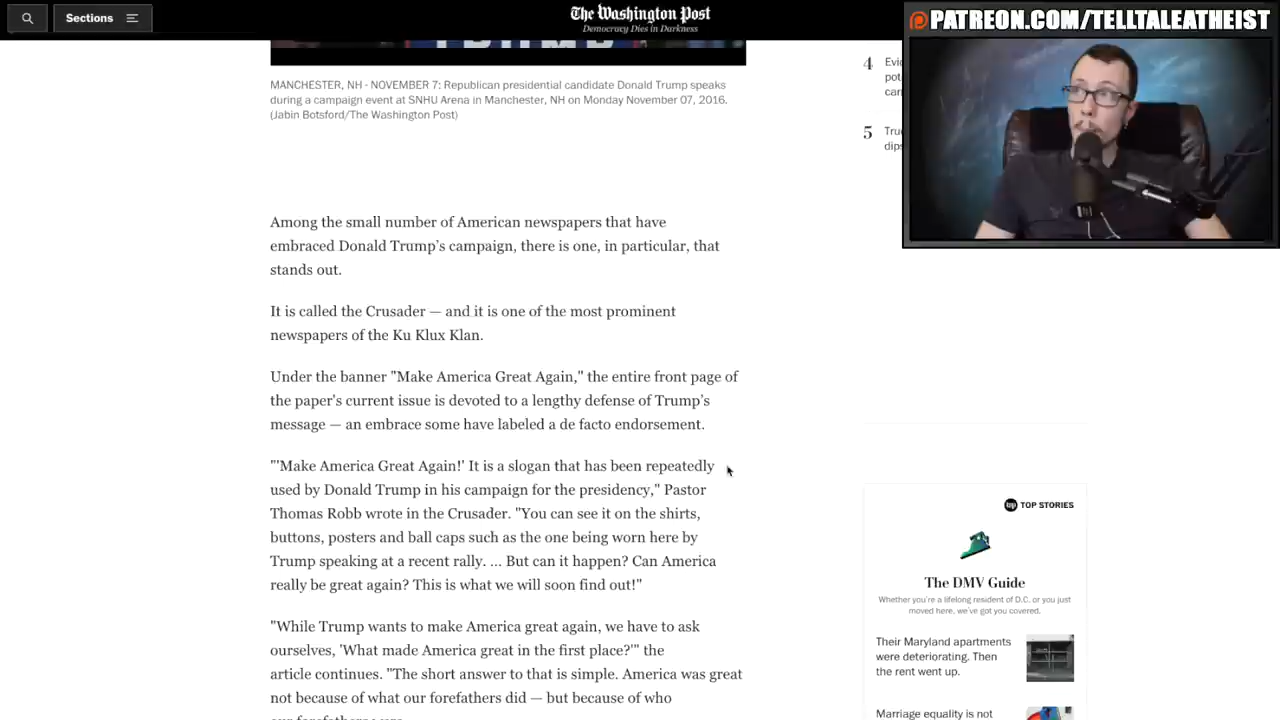 Sections
The Washington Post
Democracy Dies in Darkness
PATREON.COM/TELLTALEATHEIST
MANCHESTER, NH - NOVEMBER 7: Republican presidential candidate Donald Trump speaks
during a campaign event at SNHU Arena in Manchester, NH on Monday November 07, 2016.
(Jabin Botsford/The Washington Post)
Among the small number of American newspapers that have
embraced Donald Trump’s campaign, there is one, in particular, that
stands out.
It is called the Crusader — and it is one of the most prominent
newspapers of the Ku Klux Klan.
Under the banner "Make America Great Again," the entire front page of
the paper's current issue is devoted to a lengthy defense of Trump’s
message — an embrace some have labeled a de facto endorsement.
"'Make America Great Again!' It is a slogan that has been repeatedly
used by Donald Trump in his campaign for the presidency," Pastor
Thomas Robb wrote in the Crusader. "You can see it on the shirts,
buttons, posters and ball caps such as the one being worn here by
Trump speaking at a recent rally. ... But can it happen? Can America
really be great again? This is what we will soon find out!"
"While Trump wants to make America great again, we have to ask
ourselves, 'What made America great in the first place?'" the
article continues. "The short answer to that is simple. America was great
not because of what our forefathers did — but because of who
our forefathers were
4
5
wp TOP STORIES
The DMV Guide
Whether you're a lifelong resident of D.C. or you just
moved here, we've got you covered.
Their Maryland apartments
were deteriorating. Then
the rent went up.
Marriage equality is not